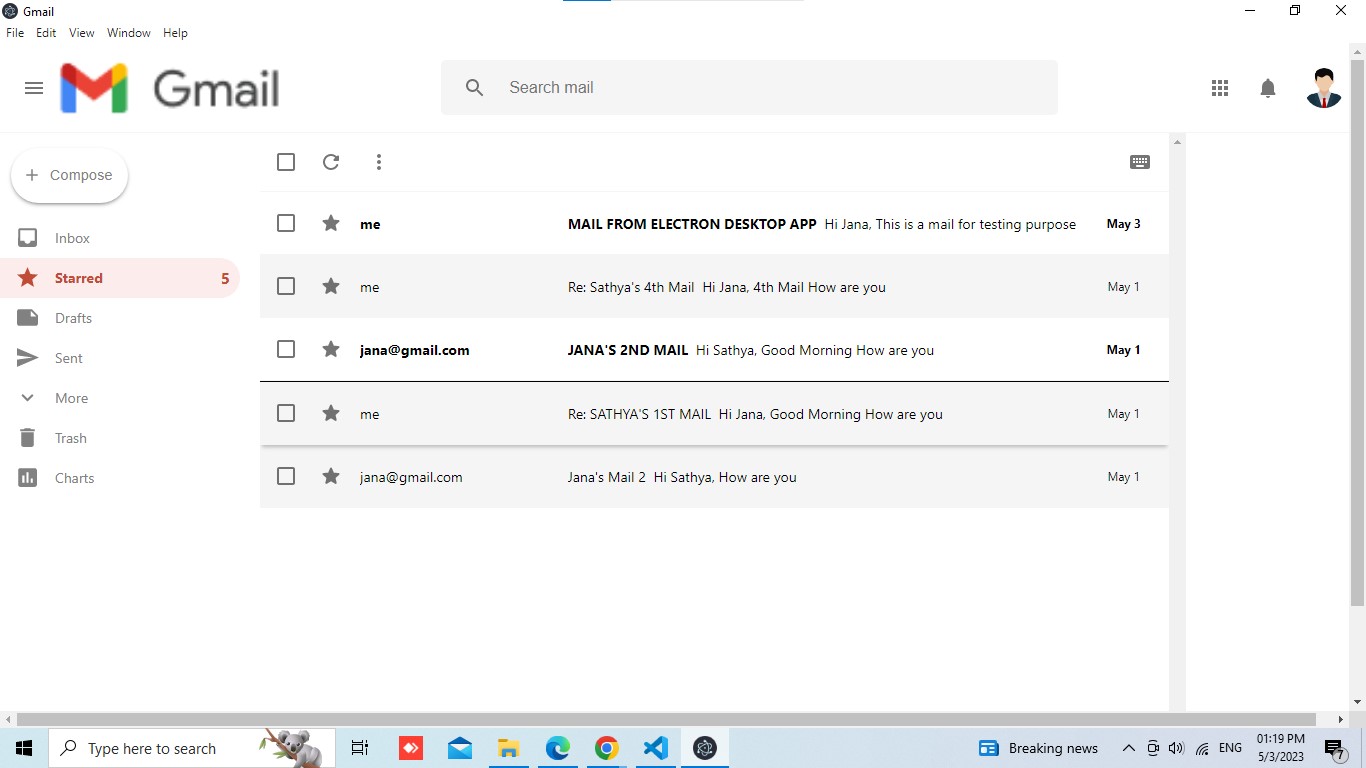 Gmail
File Edit View Window Help
Gmail
Search mail
Compose
Inbox
Starred 5
Drafts
Sent
More
Trash
Charts
me MAIL FROM ELECTRON DESKTOP APP Hi Jana, This is a mail for testing purpose May 3
me Re: Sathya's 4th Mail Hi Jana, 4th Mail How are you May 1
jana@gmail.com JANA'S 2ND MAIL Hi Sathya, Good Morning How are you May 1
me Re: SATHYA'S 1ST MAIL Hi Jana, Good Morning How are you May 1
jana@gmail.com Jana's Mail 2 Hi Sathya, How are you May 1
Type here to search
Breaking news
ENG
01:19 PM
5/3/2023
7